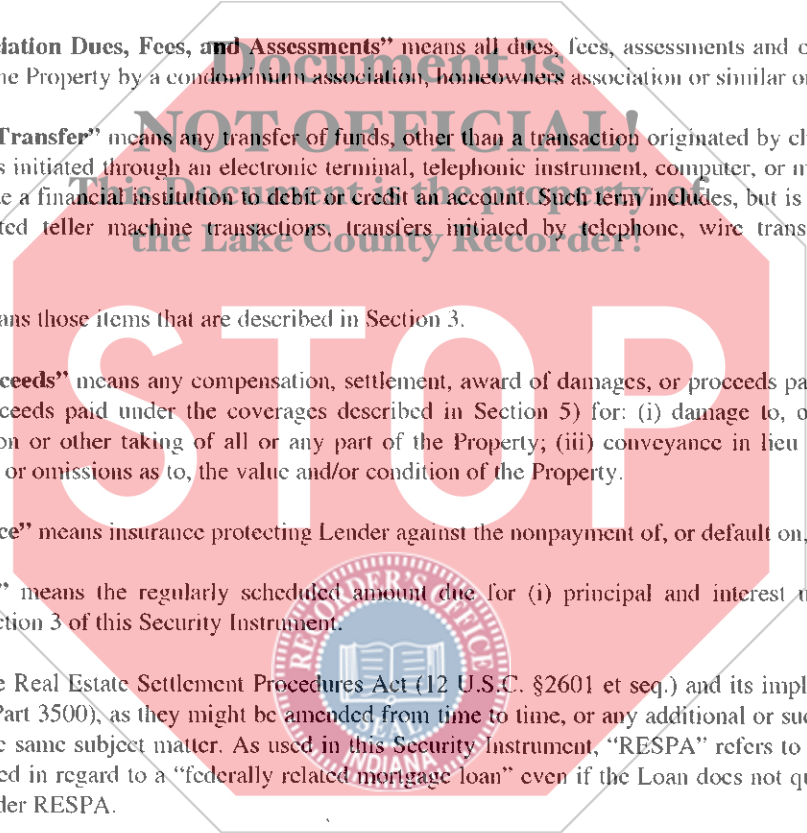 ciation Dues, Fees, and Assessments” means all dues, fees, assessments and
Document is
he Property by a condominium association, homeowners association or similar
NOT OFFICIAL!
Transfer” means any transfer of funds, other than a transaction originated by
s initiated through an electronic terminal, telephonic instrument, computer, or
This Document is the property of
e a financial institution to debit or credit an account. Such term includes, but is
ted teller machine transactions, transfers initiated by telephone, wire
the Lake County Recorder!
ans those items that are described in Section 3.
STOP
ceeds” means any compensation, settlement, award of damages, or proceeds
ceeds paid under the coverages described in Section 5) for: (i) damage to,
on or other taking of all or any part of the Property; (iii) conveyance in lieu
or omissions as to, the value and/or condition of the Property.
ce” means insurance protecting Lender against the nonpayment of, or default on,
” means the regularly scheduled amount due for (i) principal and interest
ction 3 of this Security Instrument.
RECORDER'S OFFICE
SEAL
INDIANA
e Real Estate Settlement Procedures Act (12 U.S.C. §2601 et seq.) and its
Part 3500), as they might be amended from time to time, or any additional or
e same subject matter. As used in this Security Instrument, “RESPA” refers to
ed in regard to a “federally related mortgage loan” even if the Loan does not
der RESPA.